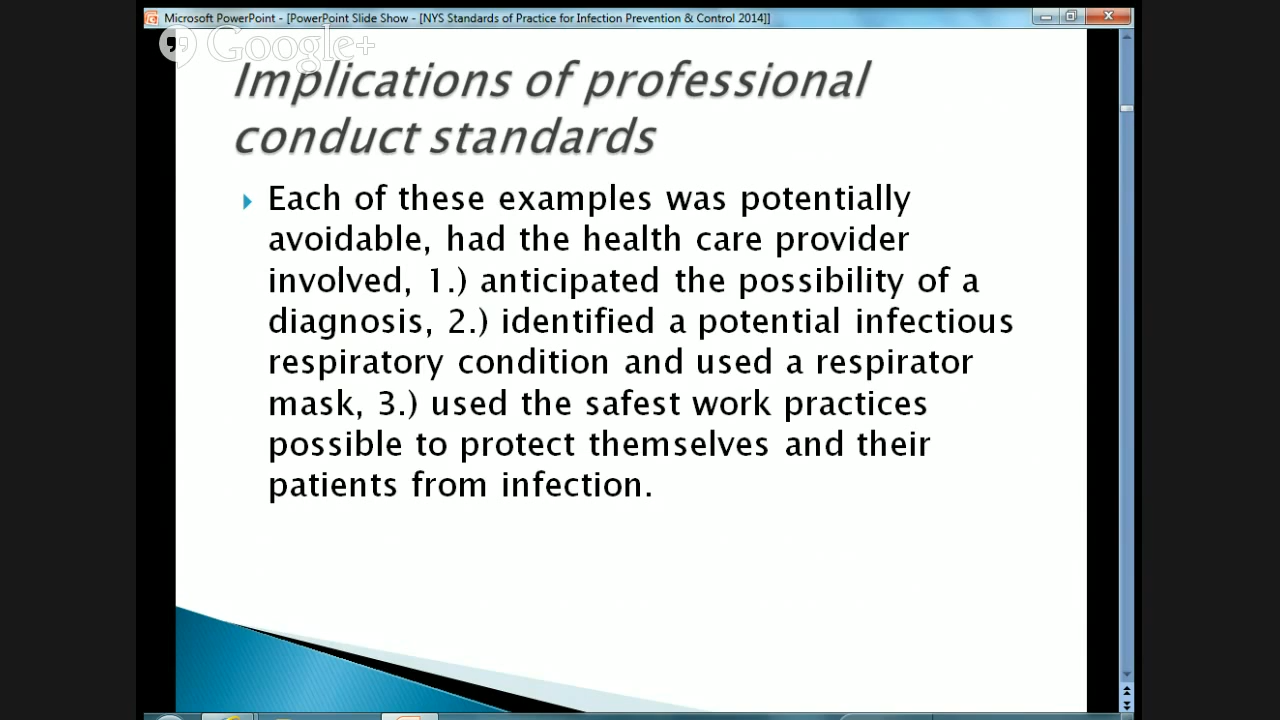 Microsoft PowerPoint - [PowerPoint Slide Show - [NYS Standards of Practice for Infection Prevention & Control 2014]]
Google+
Implications of professional
conduct standards
Each of these examples was potentially
avoidable, had the health care provider
involved, 1.) anticipated the possibility of a
diagnosis, 2.) identified a potential infectious
respiratory condition and used a respirator
mask, 3.) used the safest work practices
possible to protect themselves and their
patients from infection.